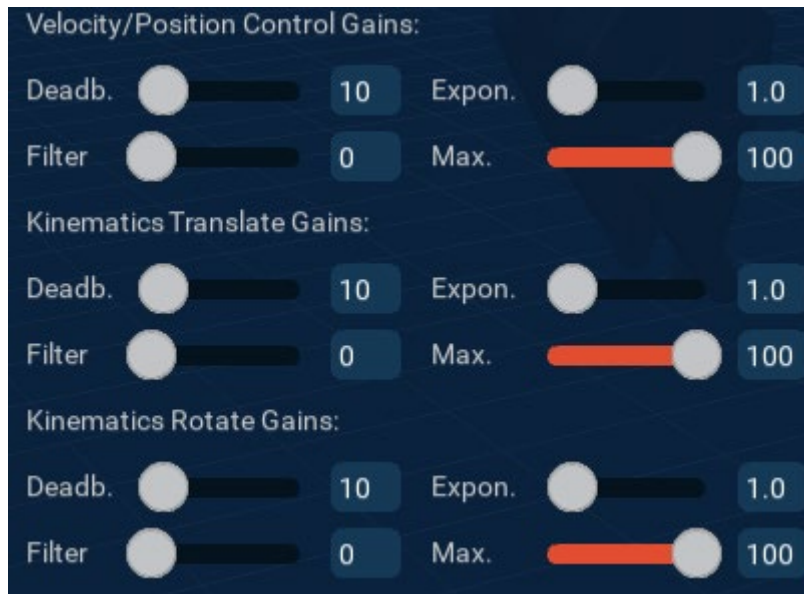 Velocity/Position Control Gains:
Deadb. 10 Expon. 1.0
Filter 0 Max. 100
Kinematics Translate Gains:
Deadb. 10 Expon. 1.0
Filter 0 Max. 100
Kinematics Rotate Gains:
Deadb. 10 Expon. 1.0
Filter 0 Max. 100